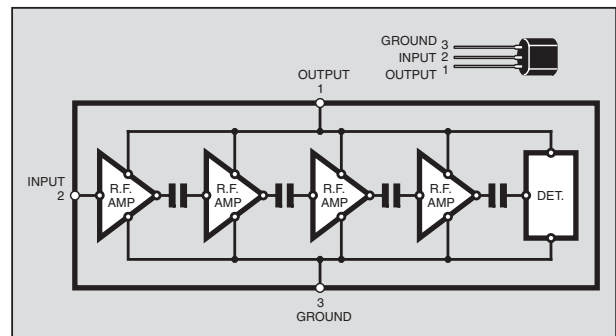 GROUND 3
INPUT 2
OUTPUT 1
OUTPUT
1
INPUT
2
R.F.
AMP
R.F.
AMP
R.F.
AMP
R.F.
AMP
DET.
3
GROUND